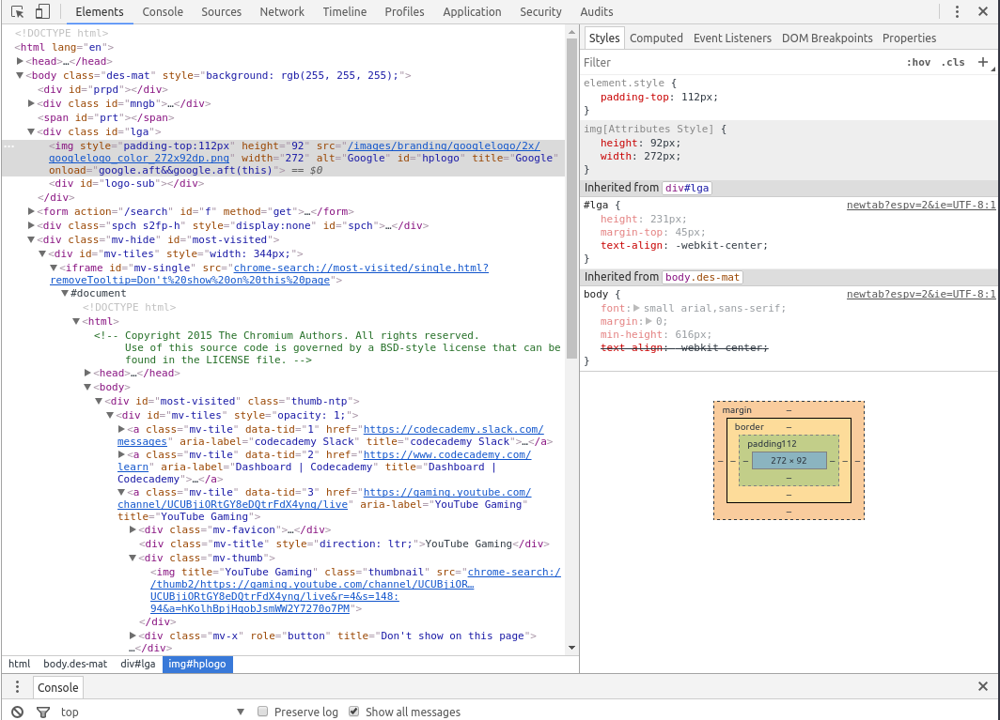 Elements Console Sources Network Timeline Profiles Application Security Audits
<!DOCTYPE html>
<html lang="en">
<head>…</head>
<body class="des-mat" style="background: rgb(255, 255, 255);">
<div id="prpd"></div>
<div class id="mngb">…</div>
<span id="prt"></span>
<div class id="lga">
<img style="padding-top:112px" height="92" src="/images/branding/googlelogo/2x/
googlelogo_color_272x92dp.png" width="272" alt="Google" id="hplogo" title="Google"
onload="google.aft&&google.aft(this)"> == $0
<div id="logo-sub"></div>
</div>
<form action="/search" id="f" method="get">…</form>
<div class="spch s2fp-h" style="display:none" id="spch">…</div>
<div class="mv-hide" id="most-visited">
<div id="mv-tiles" style="width: 344px;">
<iframe id="mv-single" src="chrome-search://most-visited/single.html?
removeTooltip=Don't%20show%20on%20this%20page">
#document
<!DOCTYPE html>
<html>
<!-- Copyright 2015 The Chromium Authors. All rights reserved.
Use of this source code is governed by a BSD-style license that can be
found in the LICENSE file. -->
<head>…</head>
<body>
<div id="most-visited" class="thumb-ntp">
<div id="mv-tiles" style="opacity: 1;">
<a class="mv-tile" data-tid="1" href="https://codecademy.slack.com/
messages" aria-label="codecademy Slack" title="codecademy Slack">…</a>
<a class="mv-tile" data-tid="2" href="https://www.codecademy.com/
learn" aria-label="Dashboard | Codecademy" title="Dashboard |
Codecademy">…</a>
<a class="mv-tile" data-tid="3" href="https://gaming.youtube.com/
channel/UCUBjiORtGY8eDQtrFdX4ynq/live" aria-label="YouTube Gaming"
title="YouTube Gaming">
<div class="mv-favicon">…</div>
<div class="mv-title" style="direction: ltr;">YouTube Gaming</div>
<div class="mv-thumb">
<img title="YouTube Gaming" class="thumbnail" src="chrome-search:/
/thumb2/https://gaming.youtube.com/channel/UCUBjiOR…
UCUBjiORtGY8eDQtrFdX4ynq/live&r=4&s=148:
94&a=hKolhBpjHqobJsmWW2Y7270o7PM">
</div>
<div class="mv-x" role="button" title="Don't show on this page">
…</div>
html body.des-mat div#lga img#hplogo
Styles Computed Event Listeners DOM Breakpoints Properties
Filter :hov .cls +
element.style {
padding-top: 112px;
}
img[Attributes Style] {
height: 92px;
width: 272px;
}
Inherited from div#lga
#lga { newtab?espv=2&ie=UTF-8:1
height: 231px;
margin-top: 45px;
text-align: -webkit-center;
}
Inherited from body.des-mat
body { newtab?espv=2&ie=UTF-8:1
font: small arial,sans-serif;
margin: 0;
min-height: 616px;
text-align: -webkit-center;
}
margin –
border –
padding112
– – – 272 × 92 – – –
–
–
–
Console
top Preserve log Show all messages